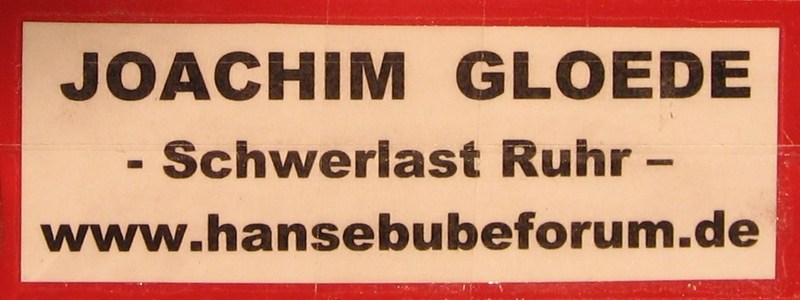 JOACHIM GLOEDE
- Schwerlast Ruhr –
www.hansebubeforum.de